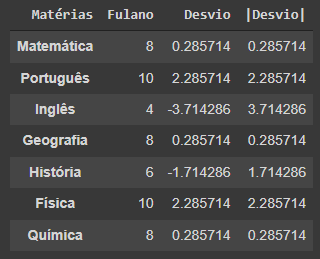 Matérias Fulano Desvio |Desvio|
Matemática 8 0.285714 0.285714
Português 10 2.285714 2.285714
Inglês 4 -3.714286 3.714286
Geografia 8 0.285714 0.285714
História 6 -1.714286 1.714286
Física 10 2.285714 2.285714
Química 8 0.285714 0.285714